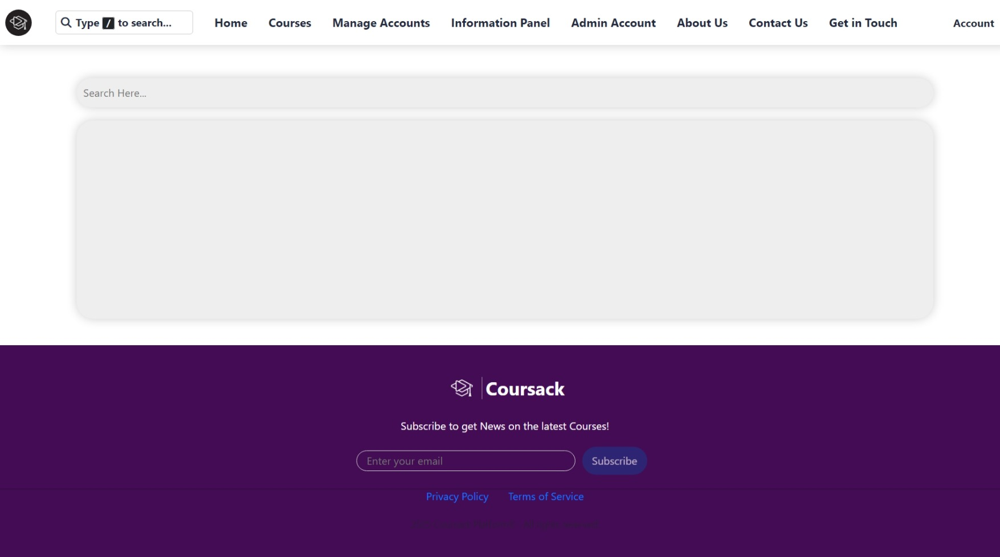 Type / to search... Home Courses Manage Accounts Information Panel Admin Account About Us Contact Us Get in Touch Account
Search Here...
Coursack
Subscribe to get News on the latest Courses!
Enter your email Subscribe
Privacy Policy Terms of Service